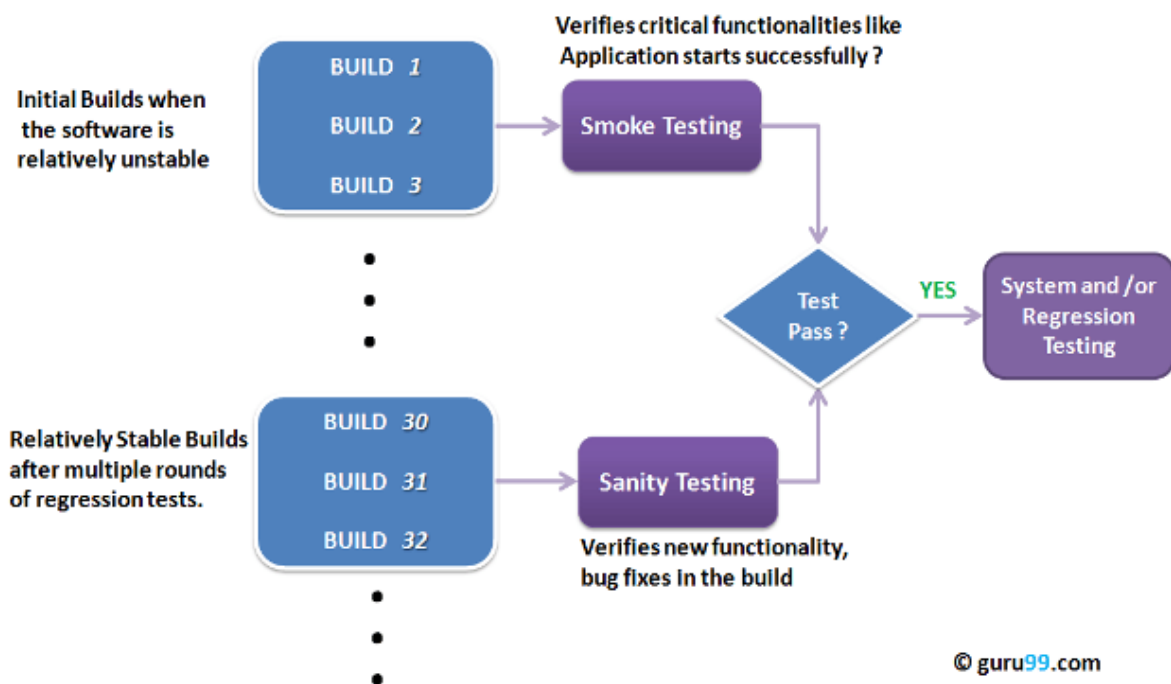 Verifies critical functionalities like
Application starts successfully ?
Initial Builds when
the software is
relatively unstable
BUILD 1
BUILD 2
BUILD 3
Smoke Testing
Test
Pass ?
YES
System and /or
Regression
Testing
Relatively Stable Builds
after multiple rounds
of regression tests.
BUILD 30
BUILD 31
BUILD 32
Sanity Testing
Verifies new functionality,
bug fixes in the build
© guru99.com